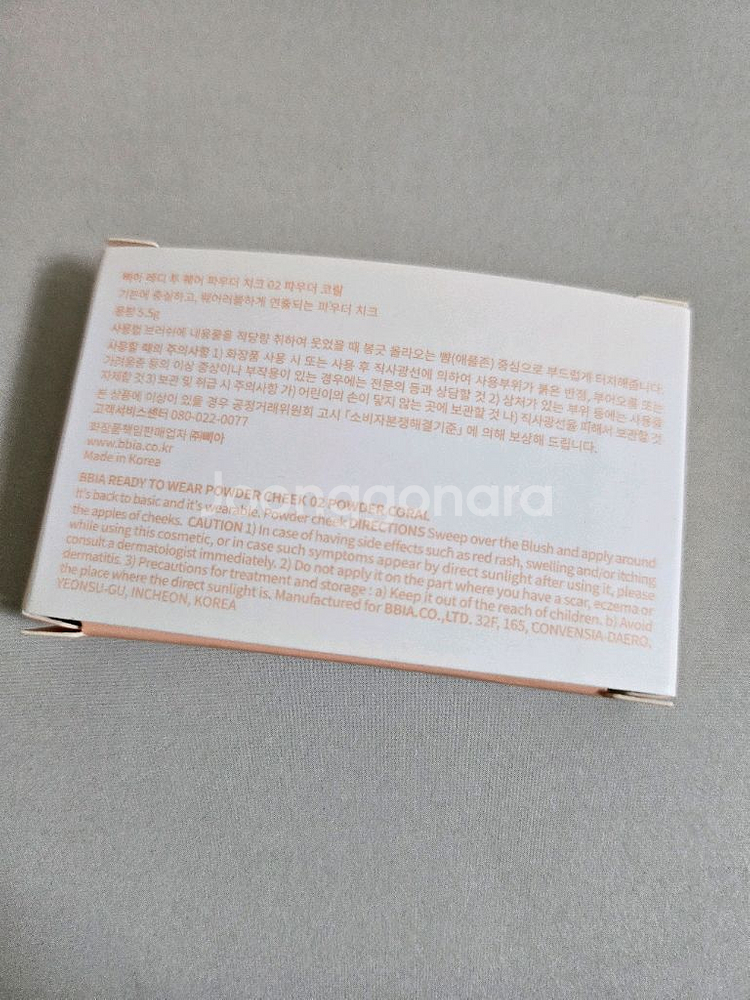 삐아 레디 투 웨어 파우더 치크 02 파우더 코랄
기본에 충실하고, 웨어러블하게 연출되는 파우더 치크
용량 5.5g
사용법 브러쉬에 내용물을 적당량 취하여 웃었을 때 봉긋 올라오는 뺨(애플존) 중심으로 부드럽게 터치해줍니다.
사용할 때의 주의사항 1) 화장품 사용 시 또는 사용 후 직사광선에 의하여 사용부위가 붉은 반점, 부어오름 또는
가려움증 등의 이상 증상이나 부작용이 있는 경우에는 전문의 등과 상담할 것 2) 상처가 있는 부위 등에는 사용을
자제할 것 3) 보관 및 취급 시 주의사항 가) 어린이의 손이 닿지 않는 곳에 보관할 것 나) 직사광선을 피해서 보관할 것
본 상품에 이상이 있을 경우 공정거래위원회 고시 「소비자분쟁해결기준」에 의해 보상해 드립니다.
고객서비스센터 080-022-0077
화장품책임판매업자 ㈜삐아
www.bbia.co.kr
Made in Korea
BBIA READY TO WEAR POWDER CHEEK 02 POWDER CORAL
It's back to basic and it's wearable. Powder cheek DIRECTIONS Sweep over the Blush and apply around
the apples of cheeks. CAUTION 1) In case of having side effects such as red rash, swelling and/or itching
while using this cosmetic, or in case such symptoms appear by direct sunlight after using it, please
consult a dermatologist immediately. 2) Do not apply it on the part where you have a scar, eczema or
dermatitis. 3) Precautions for treatment and storage : a) Keep it out of the reach of children. b) Avoid
the place where the direct sunlight is. Manufactured for BBIA.CO.,LTD. 32F, 165, CONVENSIA-DAERO,
YEONSU-GU, INCHEON, KOREA
Joonggonara